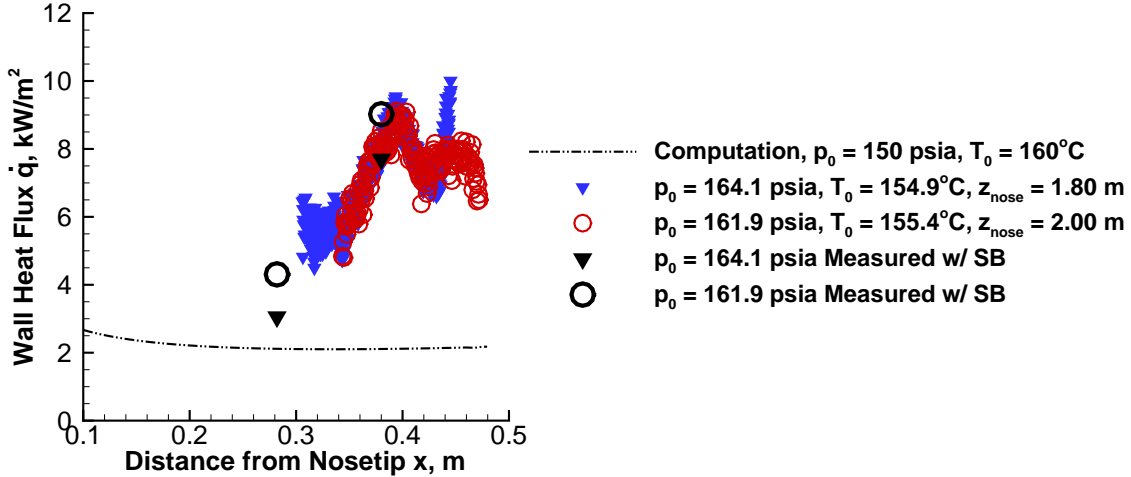 12
10
8
6
4
2
0
Wall Heat Flux q̇, kW/m²
0.1
0.2
0.3
0.4
0.5
Distance from Nosetip x, m
Computation, p₀ = 150 psia, T₀ = 160°C
p₀ = 164.1 psia, T₀ = 154.9°C, z_nose = 1.80 m
p₀ = 161.9 psia, T₀ = 155.4°C, z_nose = 2.00 m
p₀ = 164.1 psia Measured w/ SB
p₀ = 161.9 psia Measured w/ SB